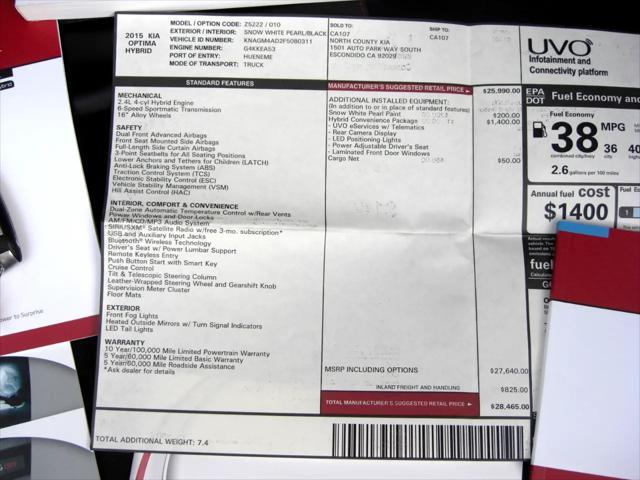 2015 KIA
OPTIMA
HYBRID
MODEL / OPTION CODE: Z5222 / 010
EXTERIOR / INTERIOR: SNOW WHITE PEARL/BLACK
VEHICLE ID NUMBER: KNAGM4AD2F5080311
ENGINE NUMBER: G4KKEA53
PORT OF ENTRY: HUENEME
MODE OF TRANSPORT: TRUCK
SOLD TO:
CA107
NORTH COUNTY KIA
1501 AUTO PARK WAY SOUTH
ESCONDIDO CA 92029
SHIP TO:
CA107
STANDARD FEATURES
MECHANICAL
2.4L 4-cyl Hybrid Engine
6-Speed Sportmatic Transmission
16" Alloy Wheels
SAFETY
Dual Front Advanced Airbags
Front Seat Mounted Side Airbags
Full-Length Side Curtain Airbags
3-Point Seatbelts for All Seating Positions
Lower Anchors and Tethers for Children (LATCH)
Anti-Lock Braking System (ABS)
Traction Control System (TCS)
Electronic Stability Control (ESC)
Vehicle Stability Management (VSM)
Hill Assist Control (HAC)
INTERIOR, COMFORT & CONVENIENCE
Dual-Zone Automatic Temperature Control w/Rear Vents
Power Windows and Door Locks
AM/FM/CD/MP3 Audio System
SIRIUSXM® Satellite Radio w/free 3-mo. subscription*
USB and Auxiliary Input Jacks
Bluetooth® Wireless Technology
Driver's Seat w/ Power Lumbar Support
Remote Keyless Entry
Push Button Start with Smart Key
Cruise Control
Tilt & Telescopic Steering Column
Leather-Wrapped Steering Wheel and Gearshift Knob
Supervision Meter Cluster
Floor Mats
EXTERIOR
Front Fog Lights
Heated Outside Mirrors w/ Turn Signal Indicators
LED Tail Lights
WARRANTY
10 Year/100,000 Mile Limited Powertrain Warranty
5 Year/60,000 Mile Limited Basic Warranty
5 Year/60,000 Mile Roadside Assistance
*Ask dealer for details
TOTAL ADDITIONAL WEIGHT: 7.4
MANUFACTURER'S SUGGESTED RETAIL PRICE $25,990.00
ADDITIONAL INSTALLED EQUIPMENT:
(In addition to or in place of standard features)
Snow White Pearl Paint $200.00
Hybrid Convenience Package $1,400.00
- UVO eServices w/ Telematics
- Rear Camera Display
- LED Positioning Lights
- Power Adjustable Driver's Seat
- Laminated Front Door Windows
Cargo Net $50.00
MSRP INCLUDING OPTIONS $27,640.00
INLAND FREIGHT AND HANDLING $825.00
TOTAL MANUFACTURER'S SUGGESTED RETAIL PRICE $28,465.00
UVO
Infotainment and
Connectivity platform
EPA
DOT
Fuel Economy and
Fuel Economy
38 MPG
combined city/hwy
36
city
40
2.6 gallons per 100 miles
Annual fuel COST
$1400
Fuel Ec
1
fuel
ower to Surprise